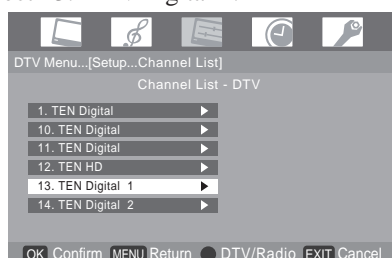 DTV Menu...[Setup...Channel List]
Channel List - DTV
1. TEN Digital
10. TEN Digital
11. TEN Digital
12. TEN HD
13. TEN Digital 1
14. TEN Digital 2
OK Confirm MENU Return DTV/Radio EXIT Cancel